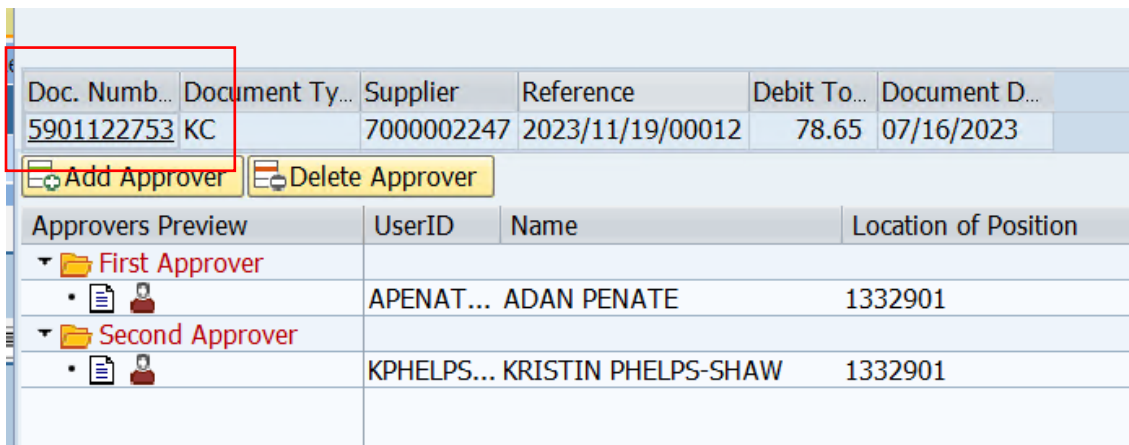 Doc. Numb... Document Ty... Supplier Reference Debit To... Document D...
5901122753 KC 7000002247 2023/11/19/00012 78.65 07/16/2023
Add Approver Delete Approver
Approvers Preview UserID Name Location of Position
First Approver
APENAT... ADAN PENATE 1332901
Second Approver
KPHELPS... KRISTIN PHELPS-SHAW 1332901